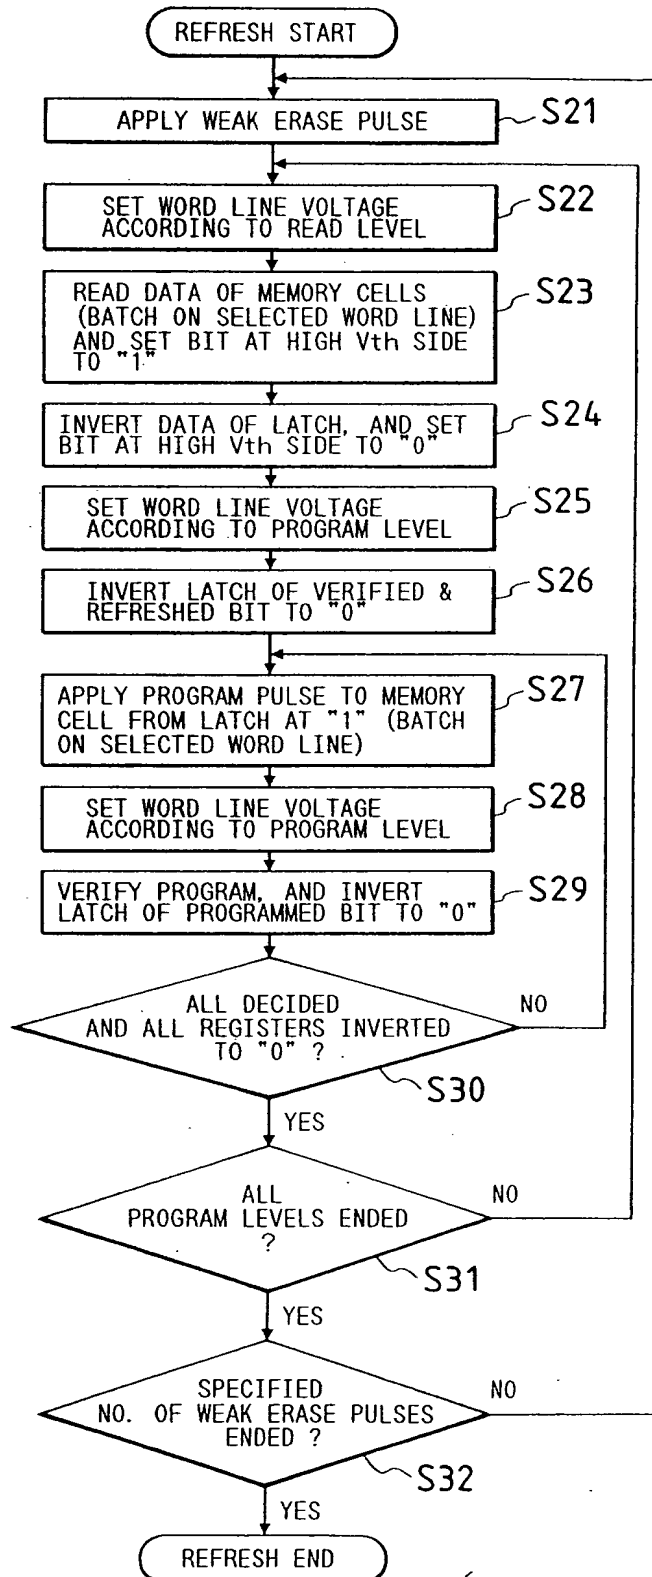 REFRESH START
APPLY WEAK ERASE PULSE
S21
SET WORD LINE VOLTAGE
ACCORDING TO READ LEVEL
S22
READ DATA OF MEMORY CELLS
(BATCH ON SELECTED WORD LINE)
AND SET BIT AT HIGH Vth SIDE
TO "1"
S23
INVERT DATA OF LATCH, AND SET
BIT AT HIGH Vth SIDE TO "0"
S24
SET WORD LINE VOLTAGE
ACCORDING TO PROGRAM LEVEL
S25
INVERT LATCH OF VERIFIED &
REFRESHED BIT TO "0"
S26
APPLY PROGRAM PULSE TO MEMORY
CELL FROM LATCH AT "1" (BATCH
ON SELECTED WORD LINE)
S27
SET WORD LINE VOLTAGE
ACCORDING TO PROGRAM LEVEL
S28
VERIFY PROGRAM, AND INVERT
LATCH OF PROGRAMMED BIT TO "0"
S29
ALL DECIDED
AND ALL REGISTERS INVERTED
TO "0" ?
NO
S30
YES
ALL
PROGRAM LEVELS ENDED
?
NO
S31
YES
SPECIFIED
NO. OF WEAK ERASE PULSES
ENDED ?
NO
S32
YES
REFRESH END